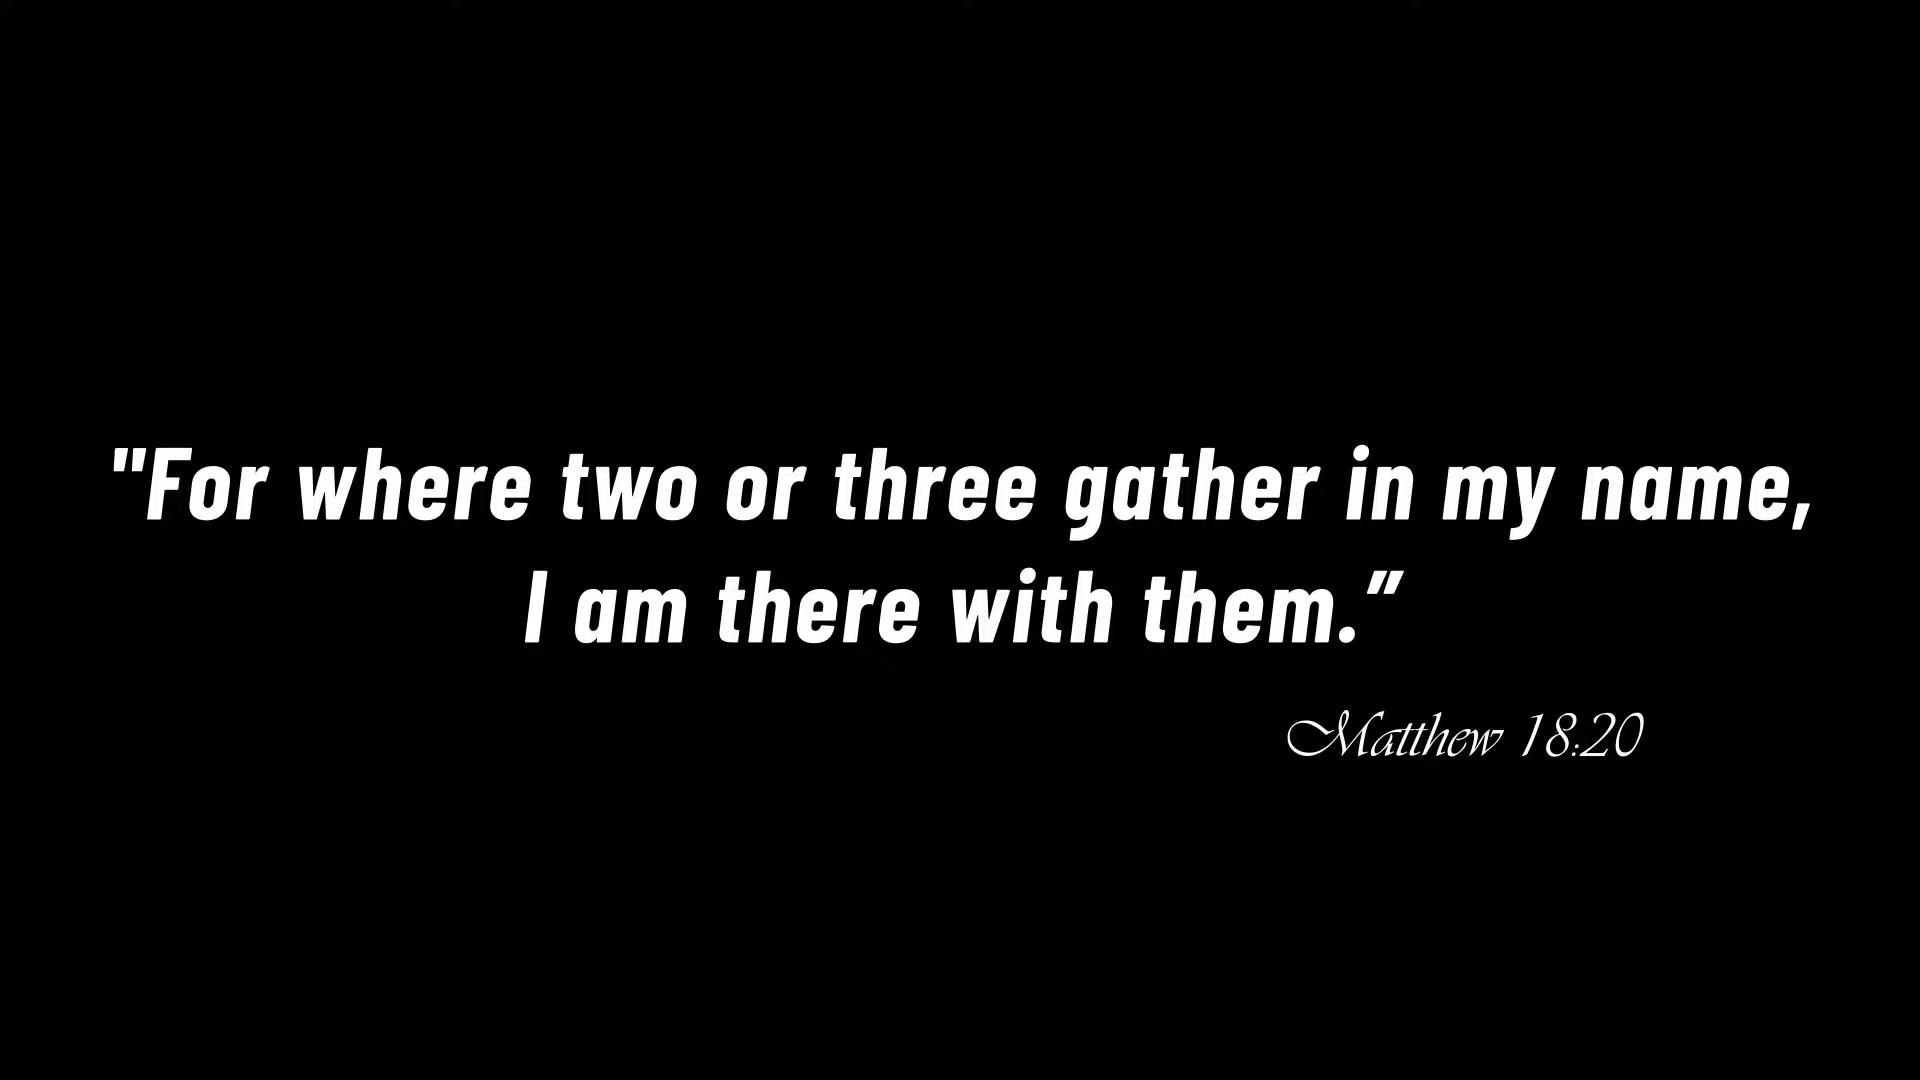 "For where two or three gather in my name,
I am there with them.”
Matthew 18:20